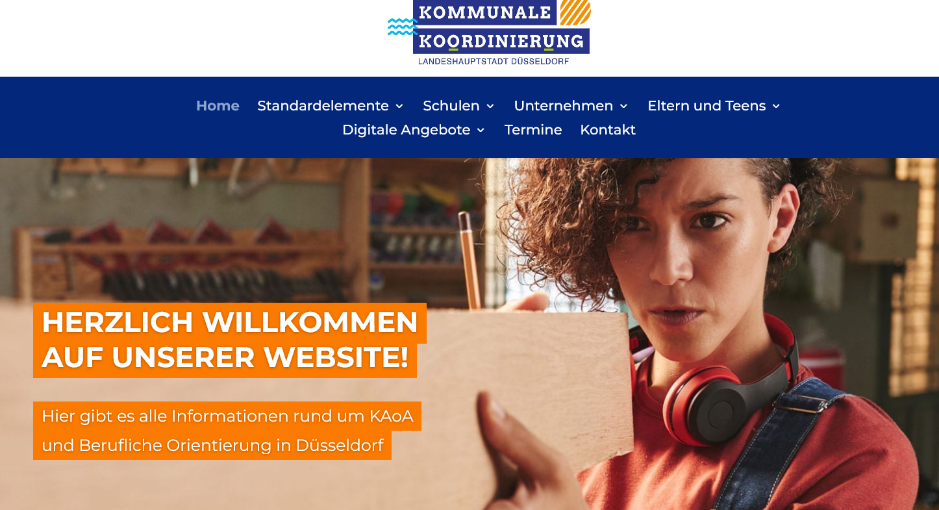 KOMMUNALE
KOORDINIERUNG
LANDESHAUPTSTADT DÜSSELDORF
Home Standardelemente Schulen Unternehmen Eltern und Teens
Digitale Angebote Termine Kontakt
HERZLICH WILLKOMMEN
AUF UNSERER WEBSITE!
Hier gibt es alle Informationen rund um KAoA
und Berufliche Orientierung in Düsseldorf